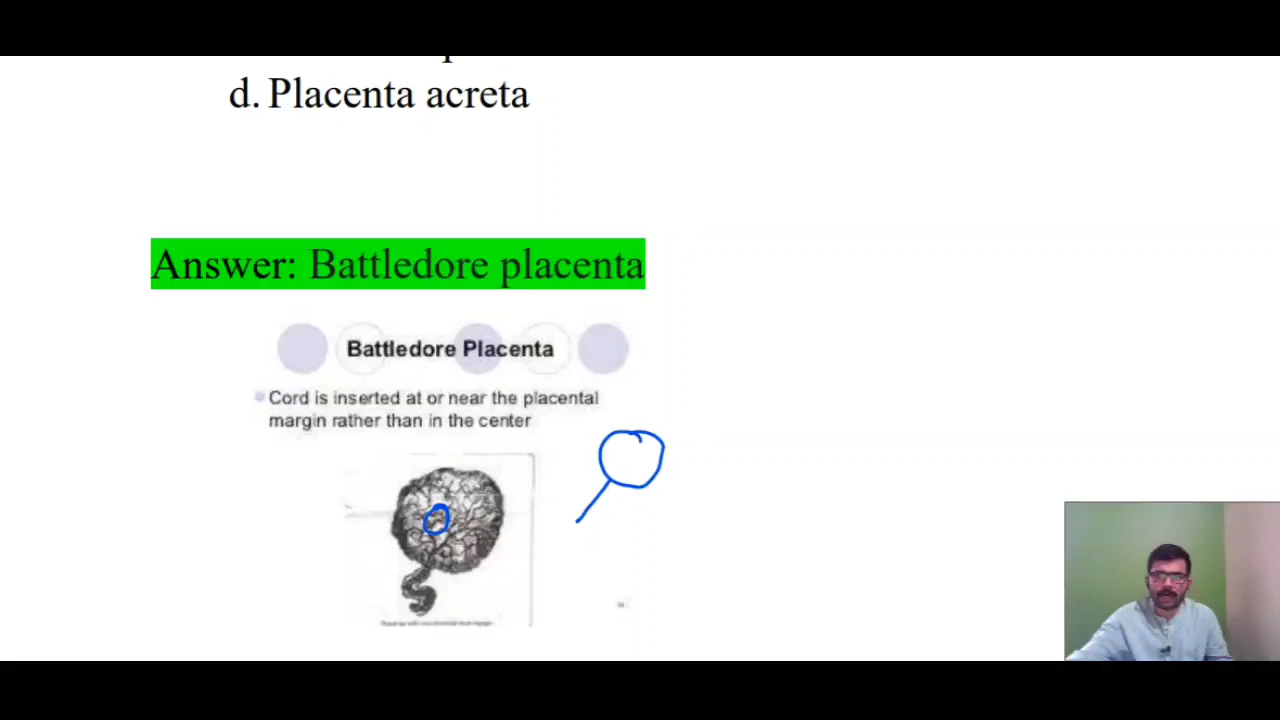 d. Placenta acreta
Answer: Battledore placenta
Battledore Placenta
Cord is inserted at or near the placental
margin rather than in the center